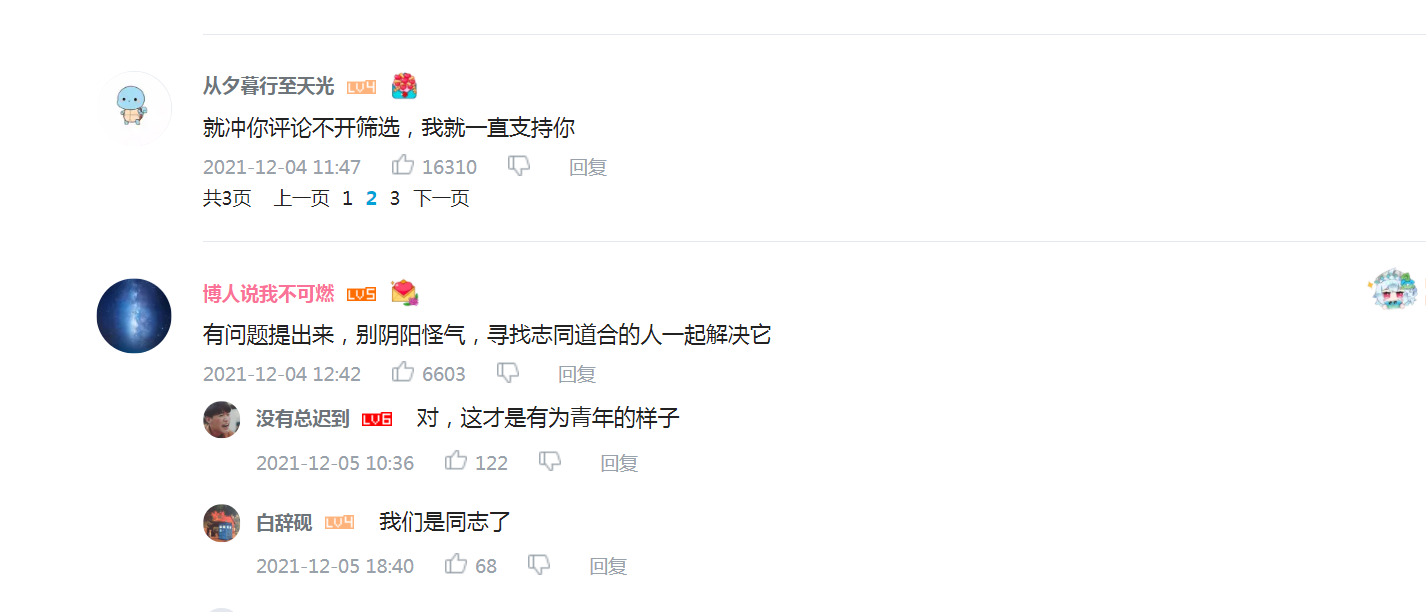 从夕暮行至天光 LV4
就冲你评论不开筛选，我就一直支持你
2021-12-04 11:47 16310 回复
共3页 上一页 1 2 3 下一页
博人说我不可燃 LV5
有问题提出来，别阴阳怪气，寻找志同道合的人一起解决它
2021-12-04 12:42 6603 回复
没有总迟到 LV6 对，这才是有为青年的样子
2021-12-05 10:36 122 回复
白辞砚 LV4 我们是同志了
2021-12-05 18:40 68 回复